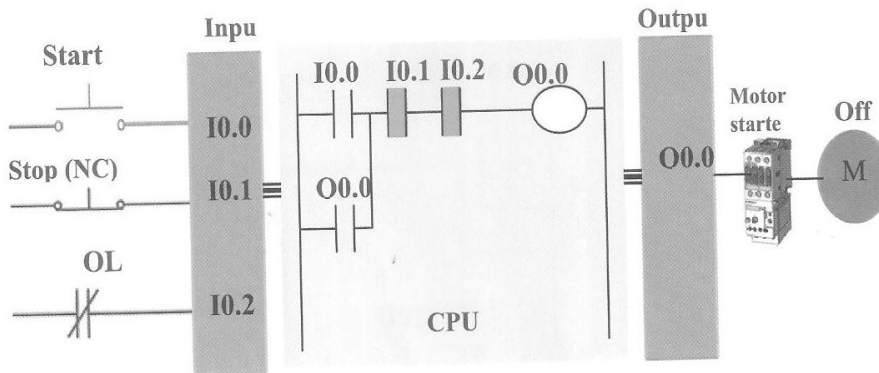 Inpu
Outpu
Start
I0.0
I0.1
I0.2
O0.0
Motor
starte
Off
I0.0
Stop (NC)
I0.1
O0.0
O0.0
M
OL
I0.2
CPU